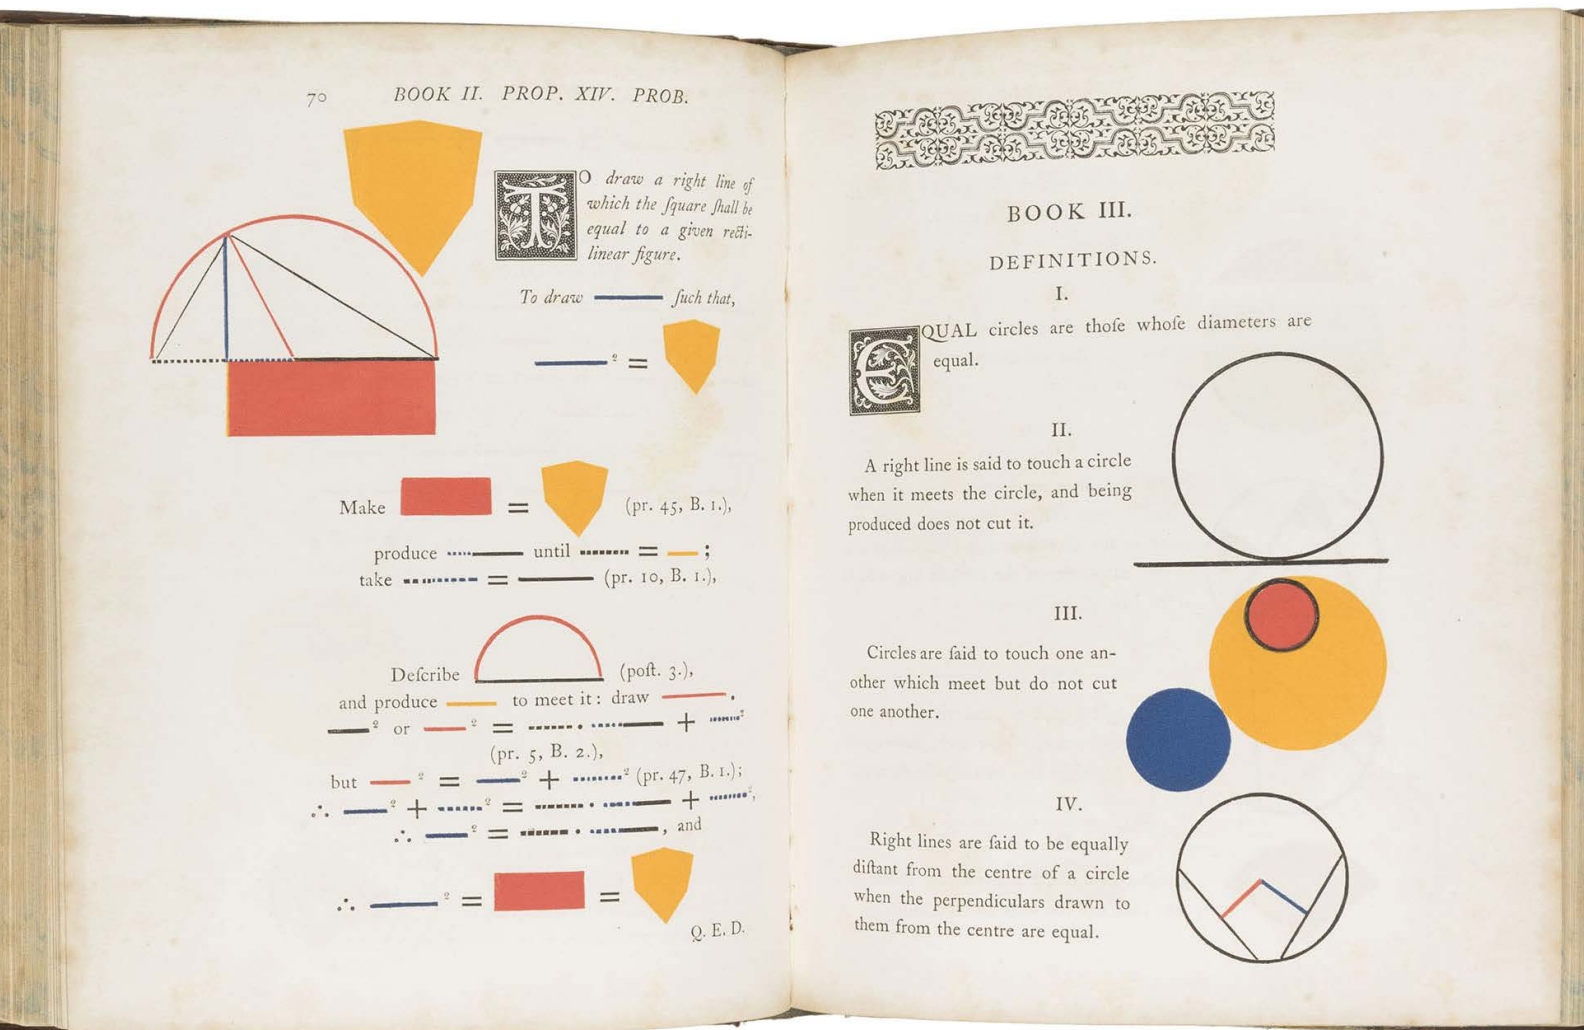 70 BOOK II. PROP. XIV. PROB.
TO draw a right line of
which the ſquare ſhall be
equal to a given recti-
linear figure.
To draw ſuch that,
² =
Make = (pr. 45, B. 1.),
produce until = ;
take = (pr. 10, B. 1.),
Deſcribe (poſt. 3.),
and produce to meet it : draw .
² or ² = · + ²
(pr. 5, B. 2.),
but ² = ² + ² (pr. 47, B. 1.);
∴ ² + ² = · + ²,
∴ ² = · , and
∴ ² = =
Q. E. D.
BOOK III.
DEFINITIONS.
I.
EQUAL circles are thoſe whoſe diameters are
equal.
II.
A right line is said to touch a circle
when it meets the circle, and being
produced does not cut it.
III.
Circles are ſaid to touch one an-
other which meet but do not cut
one another.
IV.
Right lines are ſaid to be equally
diſtant from the centre of a circle
when the perpendiculars drawn to
them from the centre are equal.